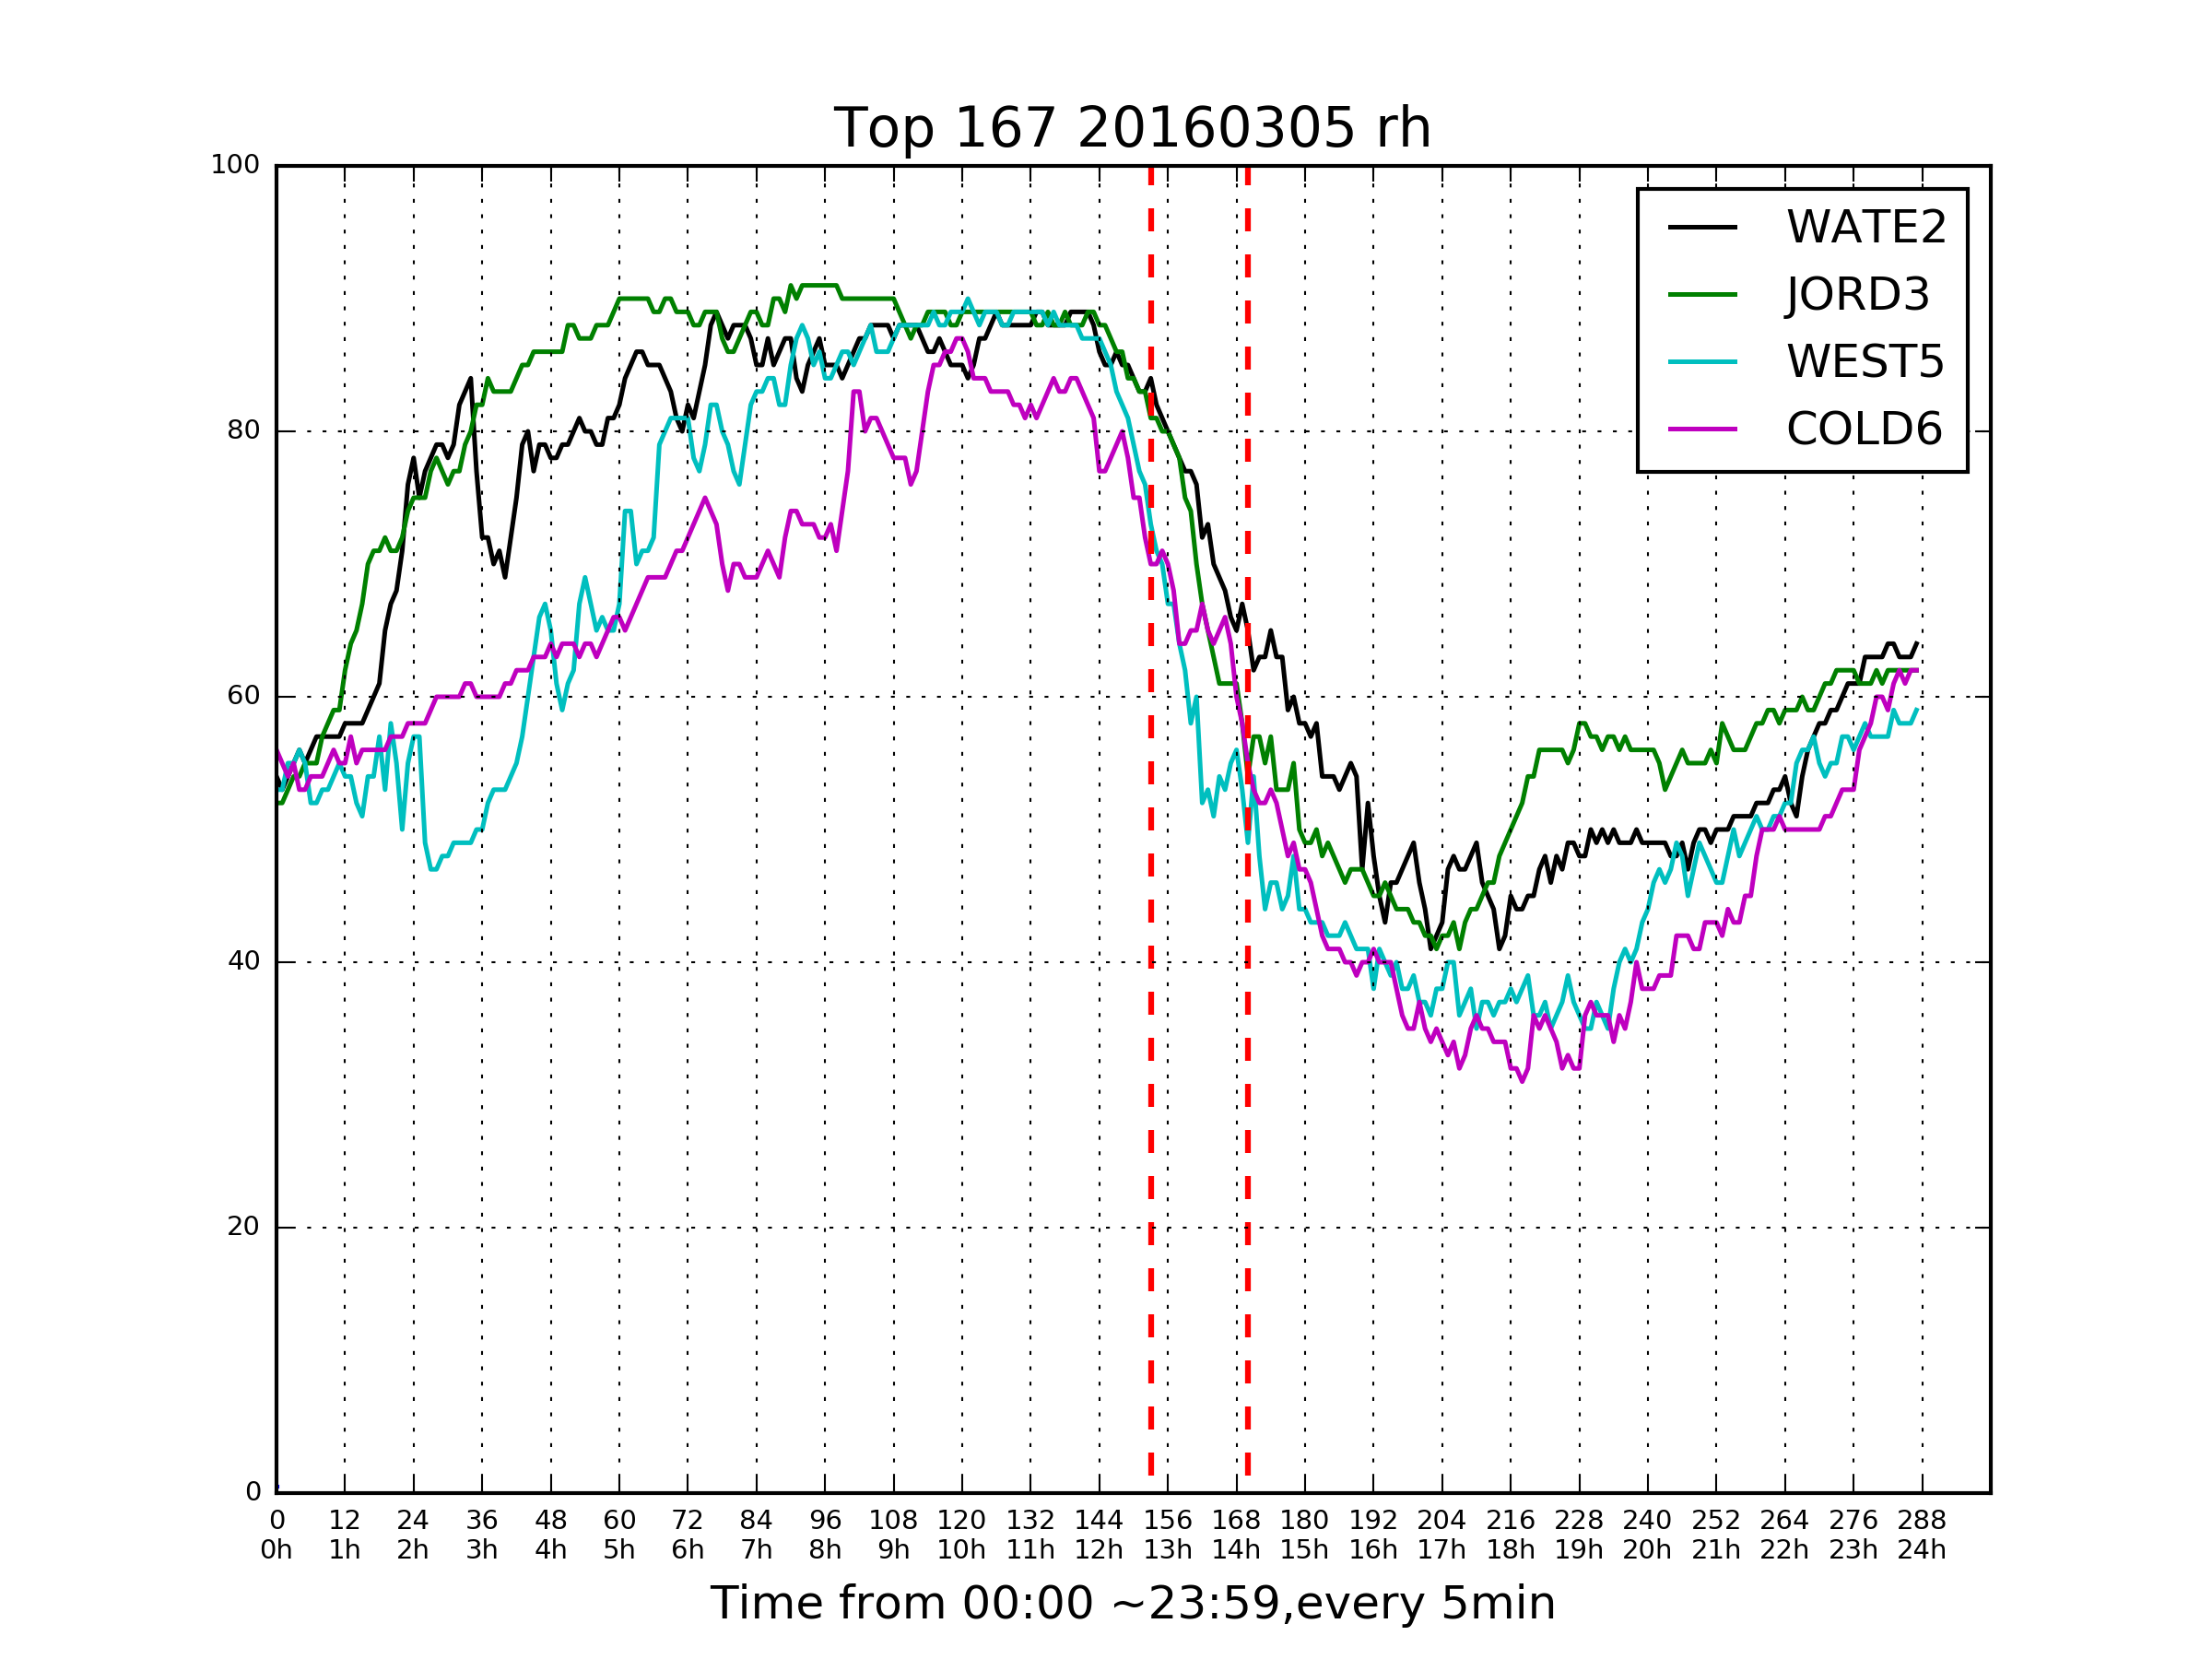 Top 167 20160305 rh
100
80
60
40
20
0
WATE2
JORD3
WEST5
COLD6
0 12 24 36 48 60 72 84 96 108 120 132 144 156 168 180 192 204 216 228 240 252 264 276 288
0h 1h 2h 3h 4h 5h 6h 7h 8h 9h 10h 11h 12h 13h 14h 15h 16h 17h 18h 19h 20h 21h 22h 23h 24h
Time from 00:00 ~23:59,every 5min